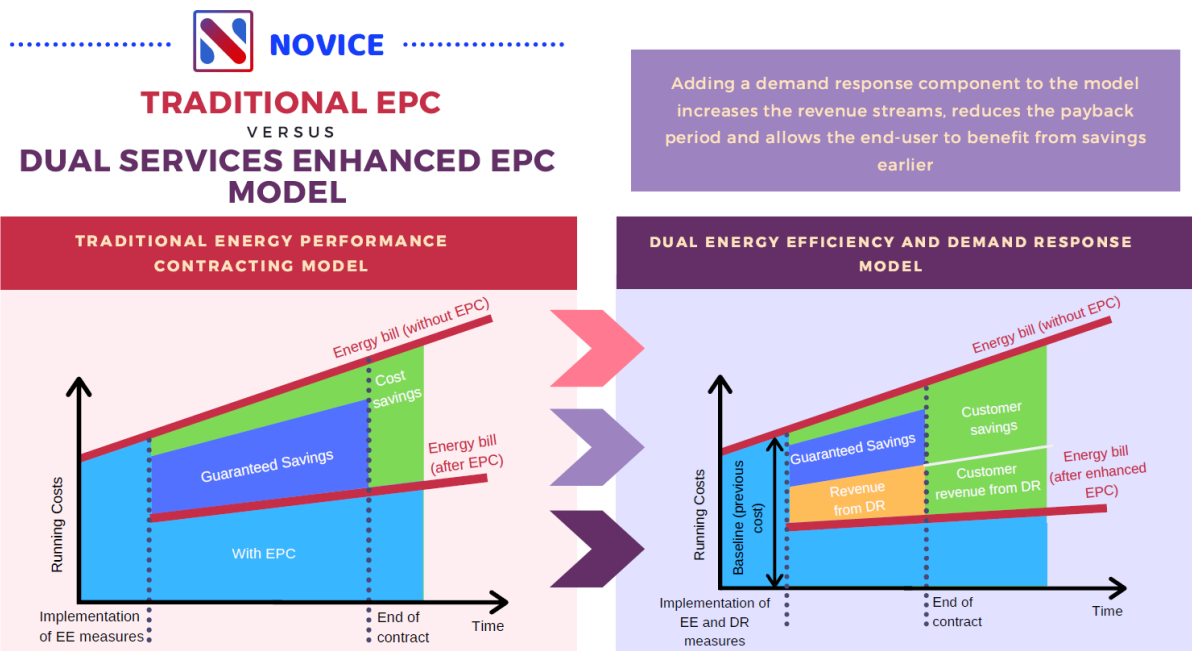 NOVICE
TRADITIONAL EPC
VERSUS
DUAL SERVICES ENHANCED EPC
MODEL
Adding a demand response component to the model
increases the revenue streams, reduces the payback
period and allows the end-user to benefit from savings
earlier
TRADITIONAL ENERGY PERFORMANCE
CONTRACTING MODEL
Energy bill (without EPC)
Cost
savings
Guaranteed Savings
Energy bill
(after EPC)
With EPC
Running Costs
Implementation
of EE measures
End of
contract
Time
DUAL ENERGY EFFICIENCY AND DEMAND RESPONSE
MODEL
Energy bill (without EPC)
Customer
savings
Guaranteed Savings
Revenue
from DR
Customer
revenue from DR
Energy bill
(after enhanced
EPC)
Running Costs
Baseline (previous
cost)
Implementation of
EE and DR
measures
End of
contract
Time